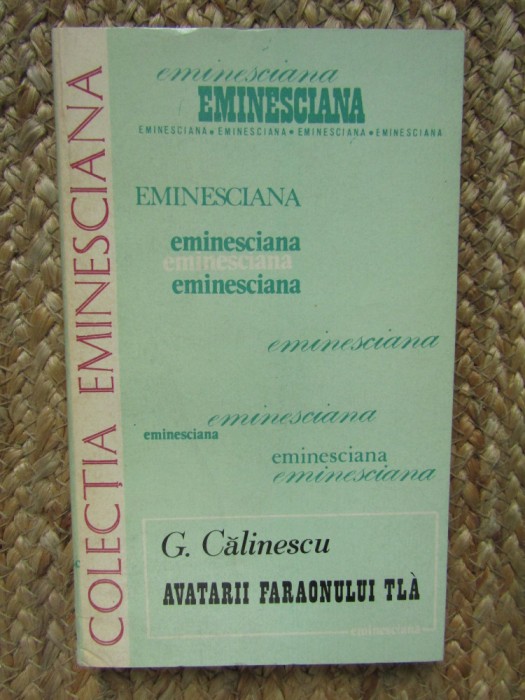 COLECȚIA EMINESCIANA
eminesciana
EMINESCIANA
EMINESCIANA • EMINESCIANA • EMINESCIANA • EMINESCIANA
EMINESCIANA
eminesciana
eminesciana
eminesciana
eminesciana
eminesciana
eminesciana
eminesciana
eminesciana
G. Călinescu
AVATARII FARAONULUI TLÀ
eminesciana